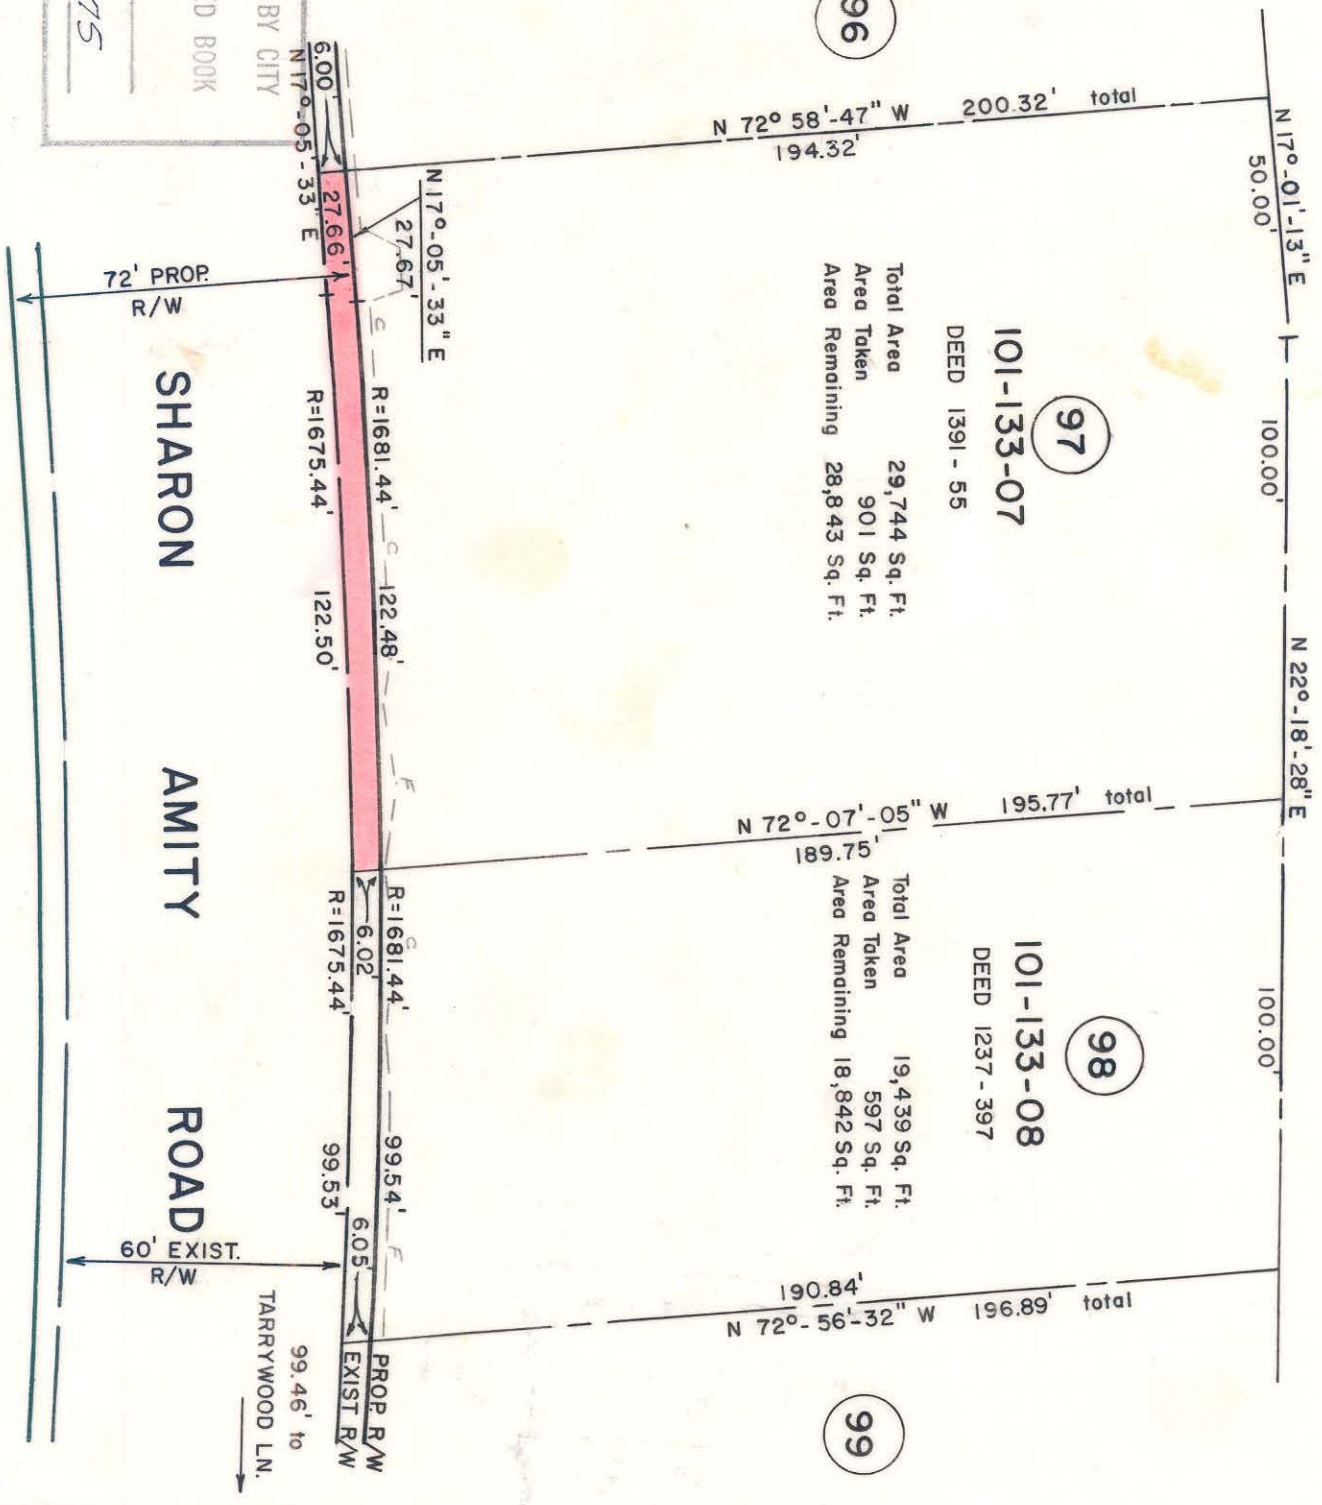 BY CITY
ED BOOK
75
96
N 17°-01'-13" E
50.00'
100.00'
N 22°-18'-28" E
100.00'
N 72° 58'-47" W 200.32' total
194.32'
97
101-133-07
DEED 1391-55
Total Area 29,744 Sq. Ft.
Area Taken 901 Sq. Ft.
Area Remaining 28,843 Sq. Ft.
N 72°-07'-05" W 195.77' total
189.75'
98
101-133-08
DEED 1237-397
Total Area 19,439 Sq. Ft.
Area Taken 597 Sq. Ft.
Area Remaining 18,842 Sq. Ft.
190.84'
N 72°-56'-32" W 196.89' total
99
N 17°-05'-33" E
27.67'
6.00'
27.66'
N 17°-05'-33" E
C
R=1681.44'
C
122.48'
F
R=1675.44'
122.50'
C
R=1681.44'
99.54'
F
6.02'
R=1675.44'
99.53'
6.05'
PROP. R/W
EXIST R/W
72' PROP.
R/W
SHARON AMITY ROAD
60' EXIST.
R/W
99.46' to
TARRYWOOD LN.